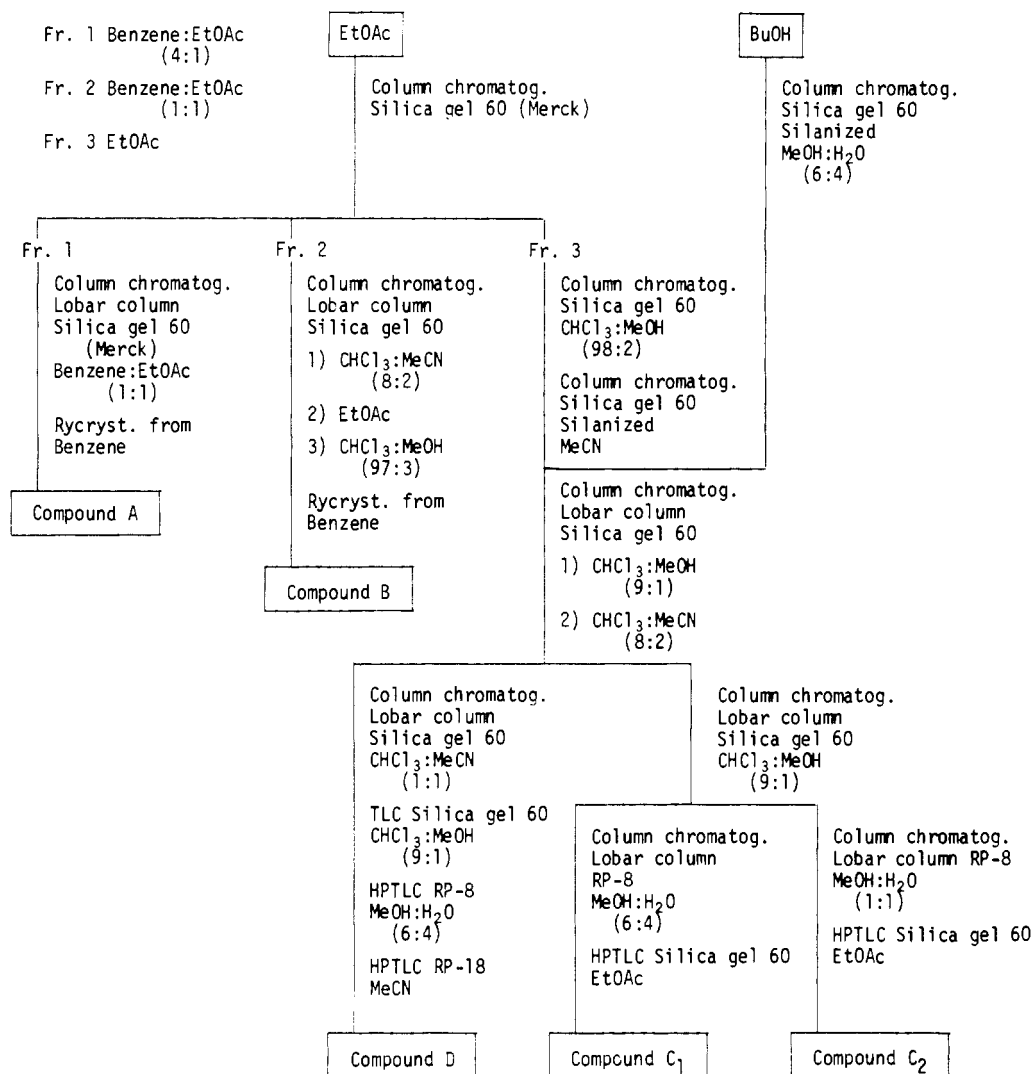 Fr. 1 Benzene:EtOAc
(4:1)
Fr. 2 Benzene:EtOAc
(1:1)
Fr. 3 EtOAc
EtOAc
Column chromatog.
Silica gel 60 (Merck)
BuOH
Column chromatog.
Silica gel 60
Silanized
MeOH:H₂O
(6:4)
Fr. 1
Column chromatog.
Lobar column
Silica gel 60
(Merck)
Benzene:EtOAc
(1:1)
Rycryst. from
Benzene
Compound A
Fr. 2
Column chromatog.
Lobar column
Silica gel 60
1) CHCl₃:MeCN
(8:2)
2) EtOAc
3) CHCl₃:MeOH
(97:3)
Rycryst. from
Benzene
Compound B
Fr. 3
Column chromatog.
Silica gel 60
CHCl₃:MeOH
(98:2)
Column chromatog.
Silica gel 60
Silanized
MeCN
Column chromatog.
Lobar column
Silica gel 60
1) CHCl₃:MeOH
(9:1)
2) CHCl₃:MeCN
(8:2)
Column chromatog.
Lobar column
Silica gel 60
CHCl₃:MeCN
(1:1)
TLC Silica gel 60
CHCl₃:MeOH
(9:1)
HPTLC RP-8
MeOH:H₂O
(6:4)
HPTLC RP-18
MeCN
Compound D
Column chromatog.
Lobar column
Silica gel 60
CHCl₃:MeOH
(9:1)
Column chromatog.
Lobar column
RP-8
MeOH:H₂O
(6:4)
HPTLC Silica gel 60
EtOAc
Compound C₁
Column chromatog.
Lobar column RP-8
MeOH:H₂O
(1:1)
HPTLC Silica gel 60
EtOAc
Compound C₂